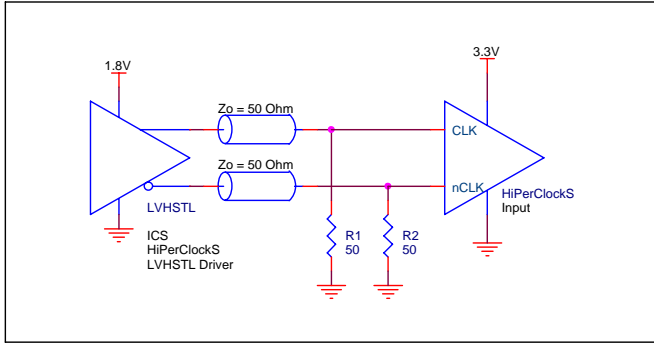 1.8V
3.3V
Zo = 50 Ohm
CLK
Zo = 50 Ohm
nCLK
HiPerClockS
Input
LVHSTL
ICS
HiPerClockS
LVHSTL Driver
R1
50
R2
50